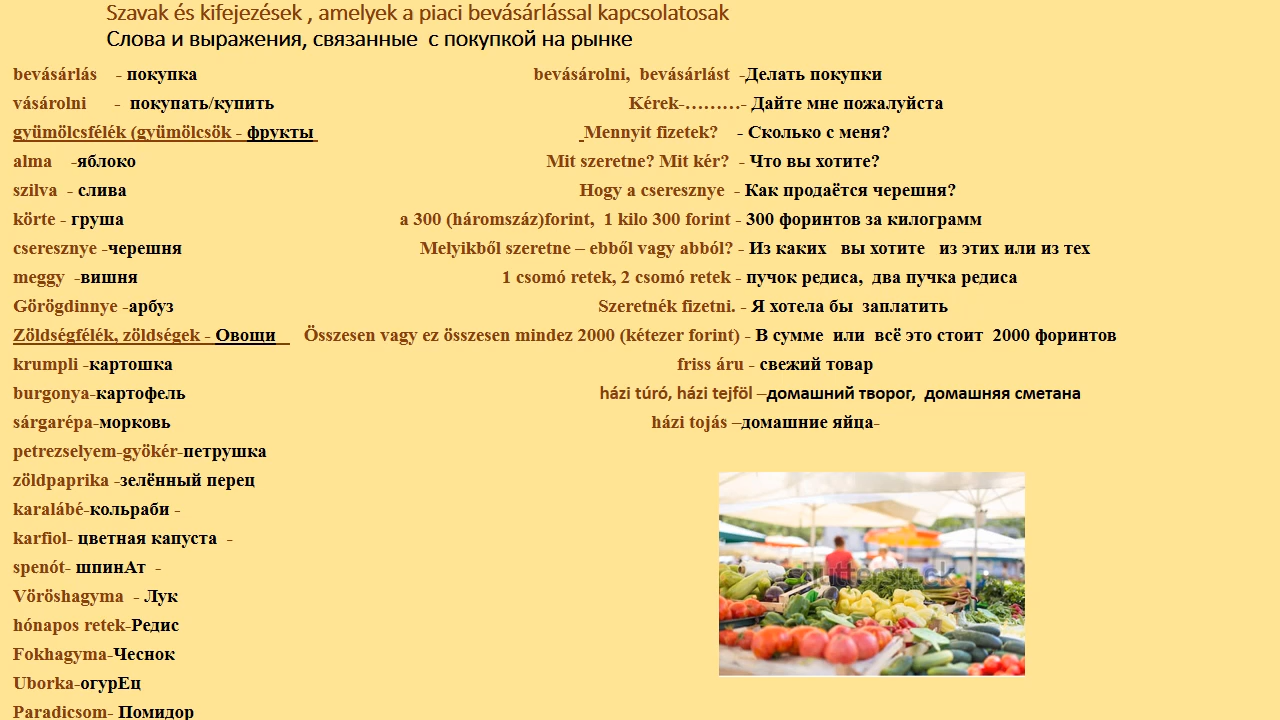 Szavak és kifejezések , amelyek a piaci bevásárlással kapcsolatosak
Слова и выражения, связанные  с покупкой на рынке
bevásárlás    - покупка
vásárolni      -  покупать/купить
gyümölcsfélék (gyümölcsök - фрукты
alma    -яблоко
szilva  - слива
körte - груша
cseresznye -черешня
meggy  -вишня
Görögdinnye -арбуз
Zöldségfélék, zöldségek - Овощи
krumpli -картошка
burgonya-картофель
sárgarépa-морковь
petrezselyem-gyökér-петрушка
zöldpaprika -зелённый перец
karalábé-кольраби -
karfiol- цветная капуста  -
spenót- шпинАт  -
Vöröshagyma  - Лук
hónapos retek-Редис
Fokhagyma-Чеснок
Uborka-огурЕц
Paradicsom- Помидор
bevásárolni,  bevásárlást  -Делать покупки
Kérek-………- Дайте мне пожалуйста
Mennyit fizetek?    - Сколько с меня?
Mit szeretne? Mit kér?  - Что вы хотите?
Hogy a cseresznye  - Как продаётся черешня?
a 300 (háromszáz)forint,  1 kilo 300 forint - 300 форинтов за килограмм
Melyikből szeretne – ebből vagy abból? - Из каких   вы хотите   из этих или из тех
1 csomó retek, 2 csomó retek - пучок редиса,  два пучка редиса
Szeretnék fizetni. - Я хотела бы  заплатить
Összesen vagy ez összesen mindez 2000 (kétezer forint) - В сумме  или  всё это стоит  2000 форинтов
friss áru - свежий товар
házi túró, házi tejföl –домашний творог,  домашняя сметана
házi tojás –домашние яйца-
shutterstock